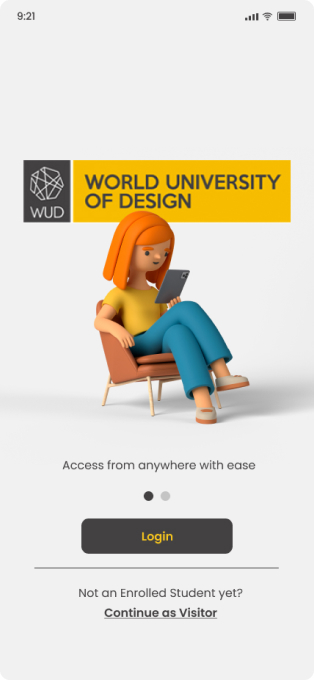 9:21
WORLD UNIVERSITY
OF DESIGN
WUD
Access from anywhere with ease
Login
Not an Enrolled Student yet?
Continue as Visitor